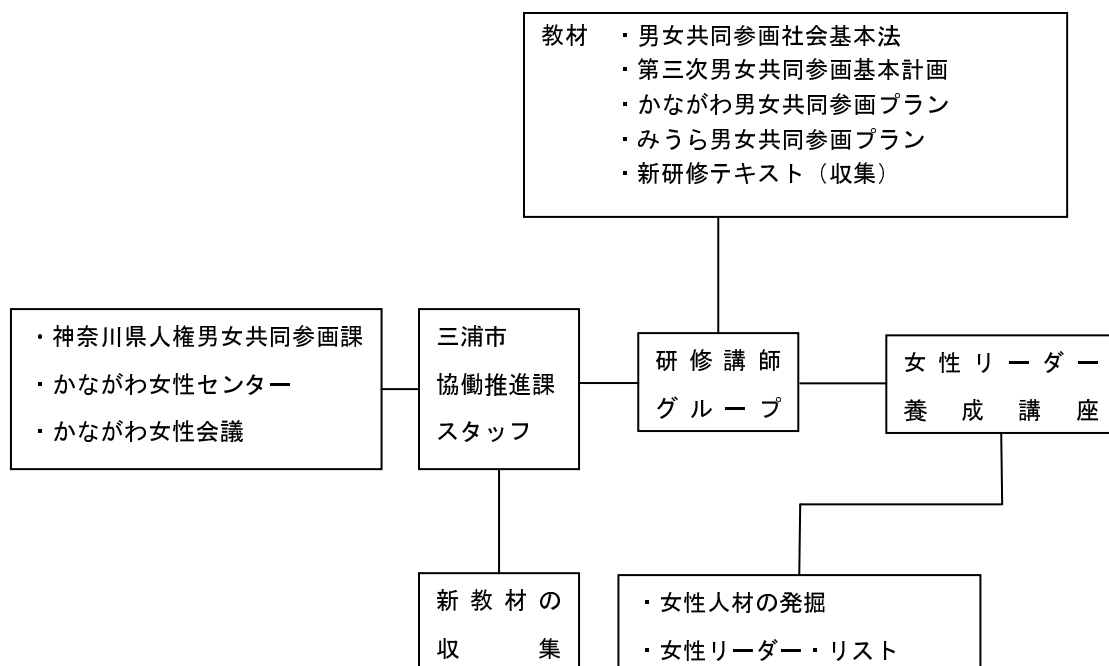 教材 ・男女共同参画社会基本法
・第三次男女共同参画基本計画
・かながわ男女共同参画プラン
・みうら男女共同参画プラン
・新研修テキスト（収集）
・神奈川県人権男女共同参画課
・かながわ女性センター
・かながわ女性会議
三浦市
協働推進課
スタッフ
研修講師
グループ
女性リーダー
養成講座
新教材の
収集
・女性人材の発掘
・女性リーダー・リスト